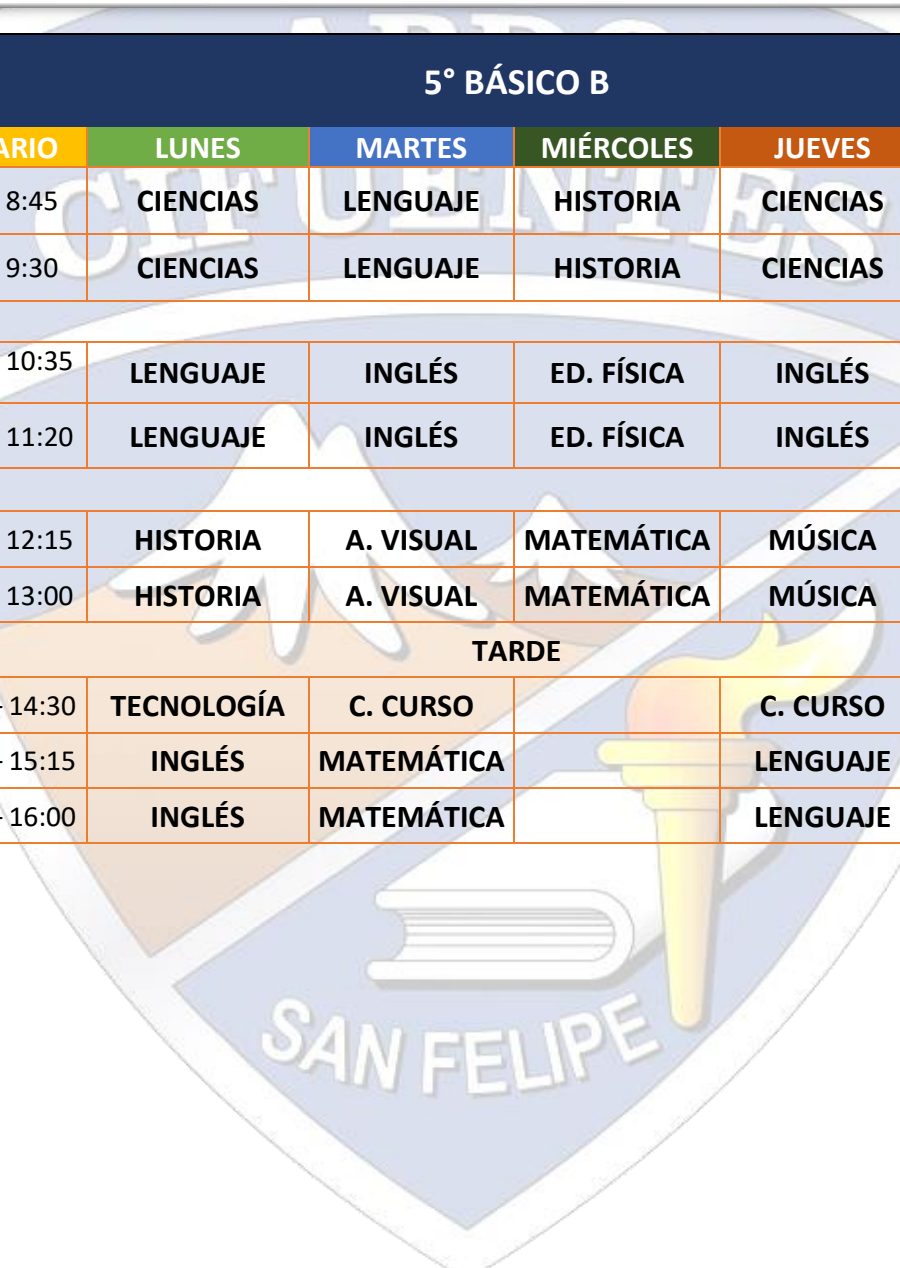 5° BÁSICO B
ARIO LUNES MARTES MIÉRCOLES JUEVES
8:45 CIENCIAS LENGUAJE HISTORIA CIENCIAS
9:30 CIENCIAS LENGUAJE HISTORIA CIENCIAS
10:35 LENGUAJE INGLÉS ED. FÍSICA INGLÉS
11:20 LENGUAJE INGLÉS ED. FÍSICA INGLÉS
12:15 HISTORIA A. VISUAL MATEMÁTICA MÚSICA
13:00 HISTORIA A. VISUAL MATEMÁTICA MÚSICA
TARDE
- 14:30 TECNOLOGÍA C. CURSO C. CURSO
- 15:15 INGLÉS MATEMÁTICA LENGUAJE
- 16:00 INGLÉS MATEMÁTICA LENGUAJE
CIFUENTES
SAN FELIPE